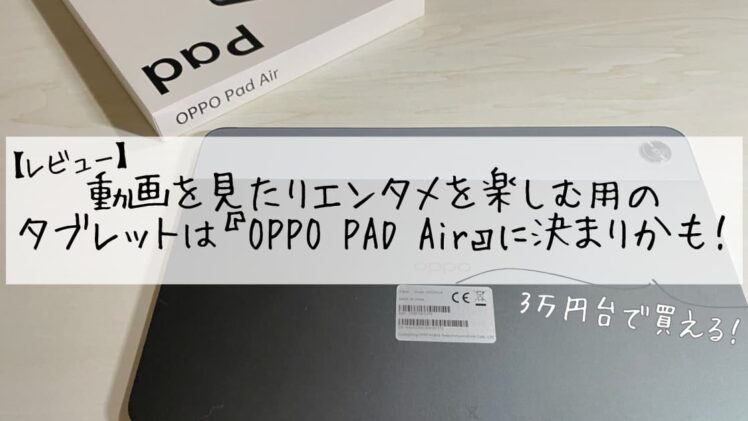 Pad
OPPO Pad Air
【レビュー】
動画を見たりエンタメを楽しむ用の
タブレットは『OPPO PAD Air』に決まりかも!
oppo
CE
3万円台で買える!